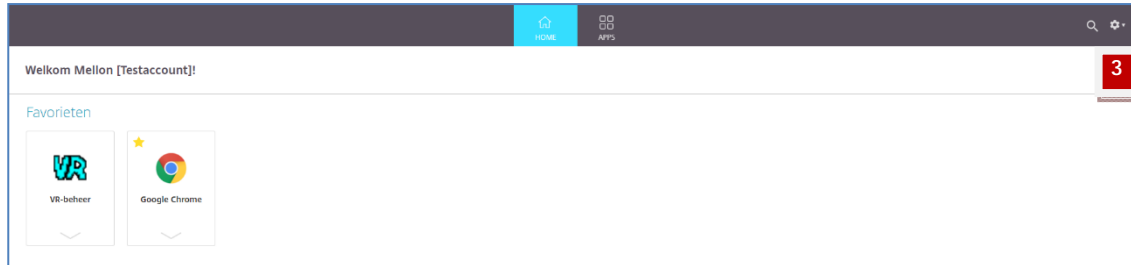 HOME APPS
Welkom Mellon [Testaccount]!
3
Favorieten
VR
VR-beheer Google Chrome